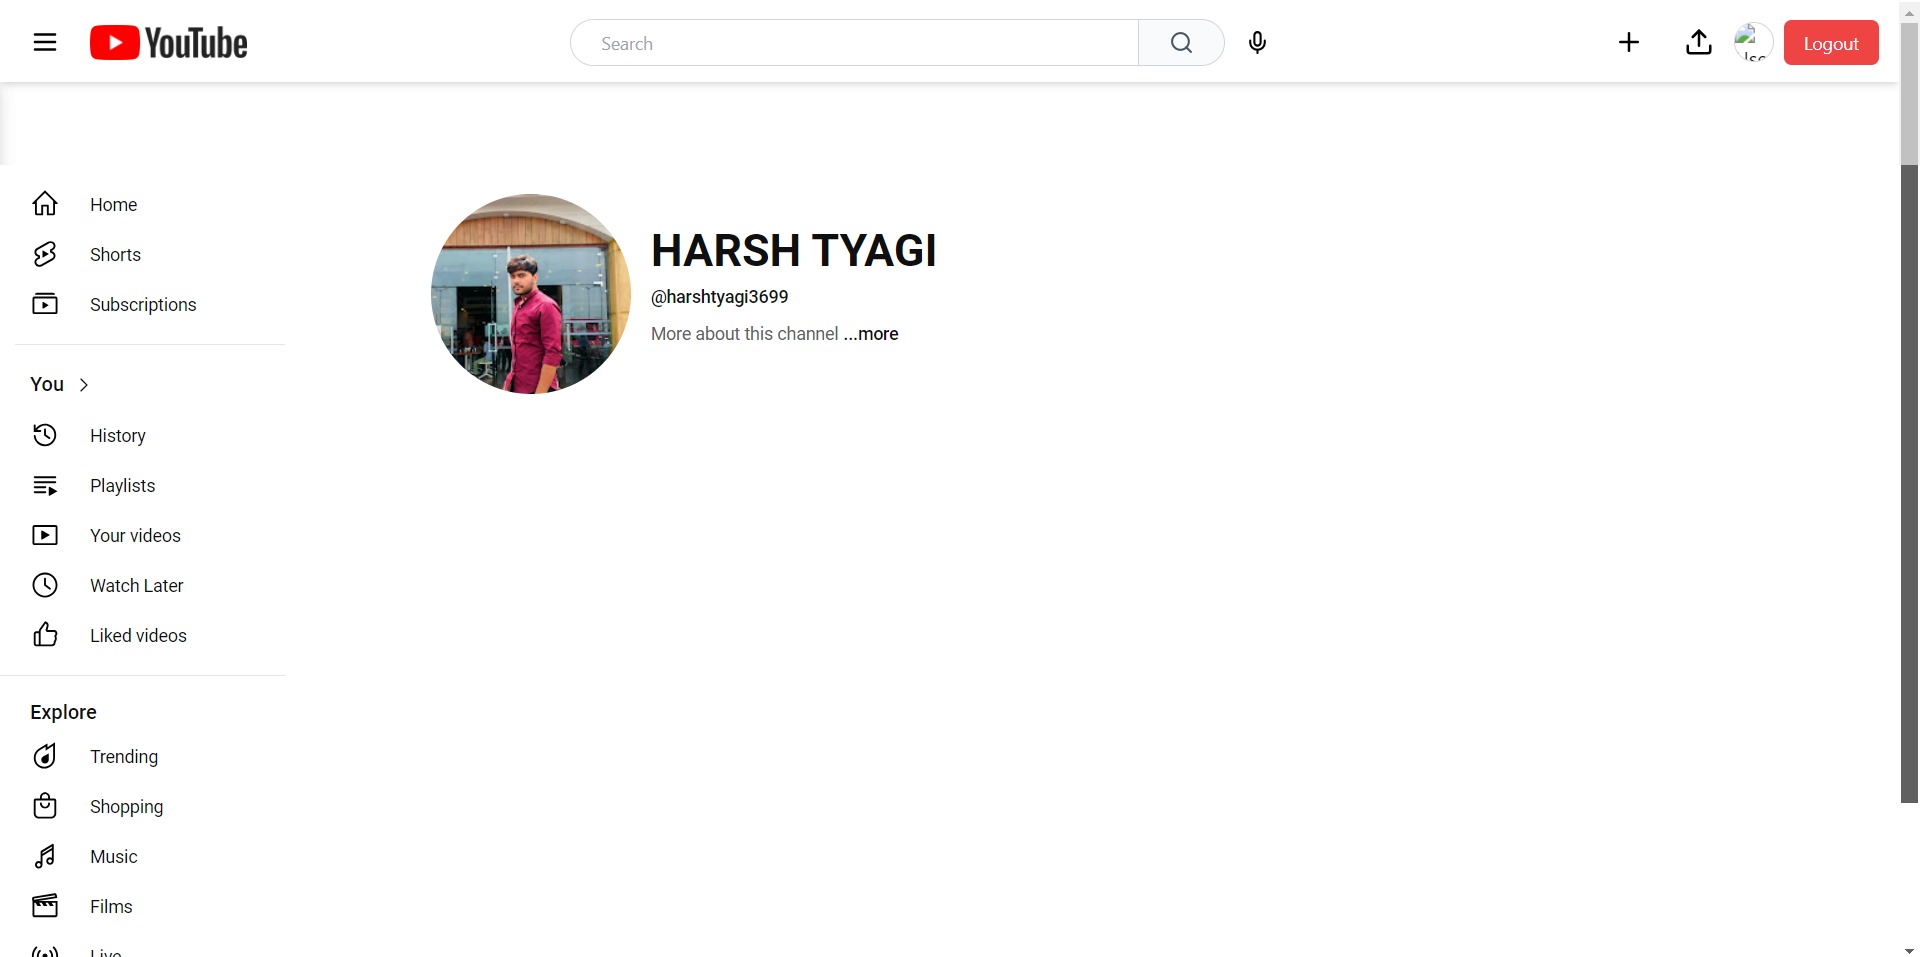 YouTube
Search
Logout
Home
Shorts
Subscriptions
You
History
Playlists
Your videos
Watch Later
Liked videos
Explore
Trending
Shopping
Music
Films
Live
HARSH TYAGI
@harshtyagi3699
More about this channel ...more